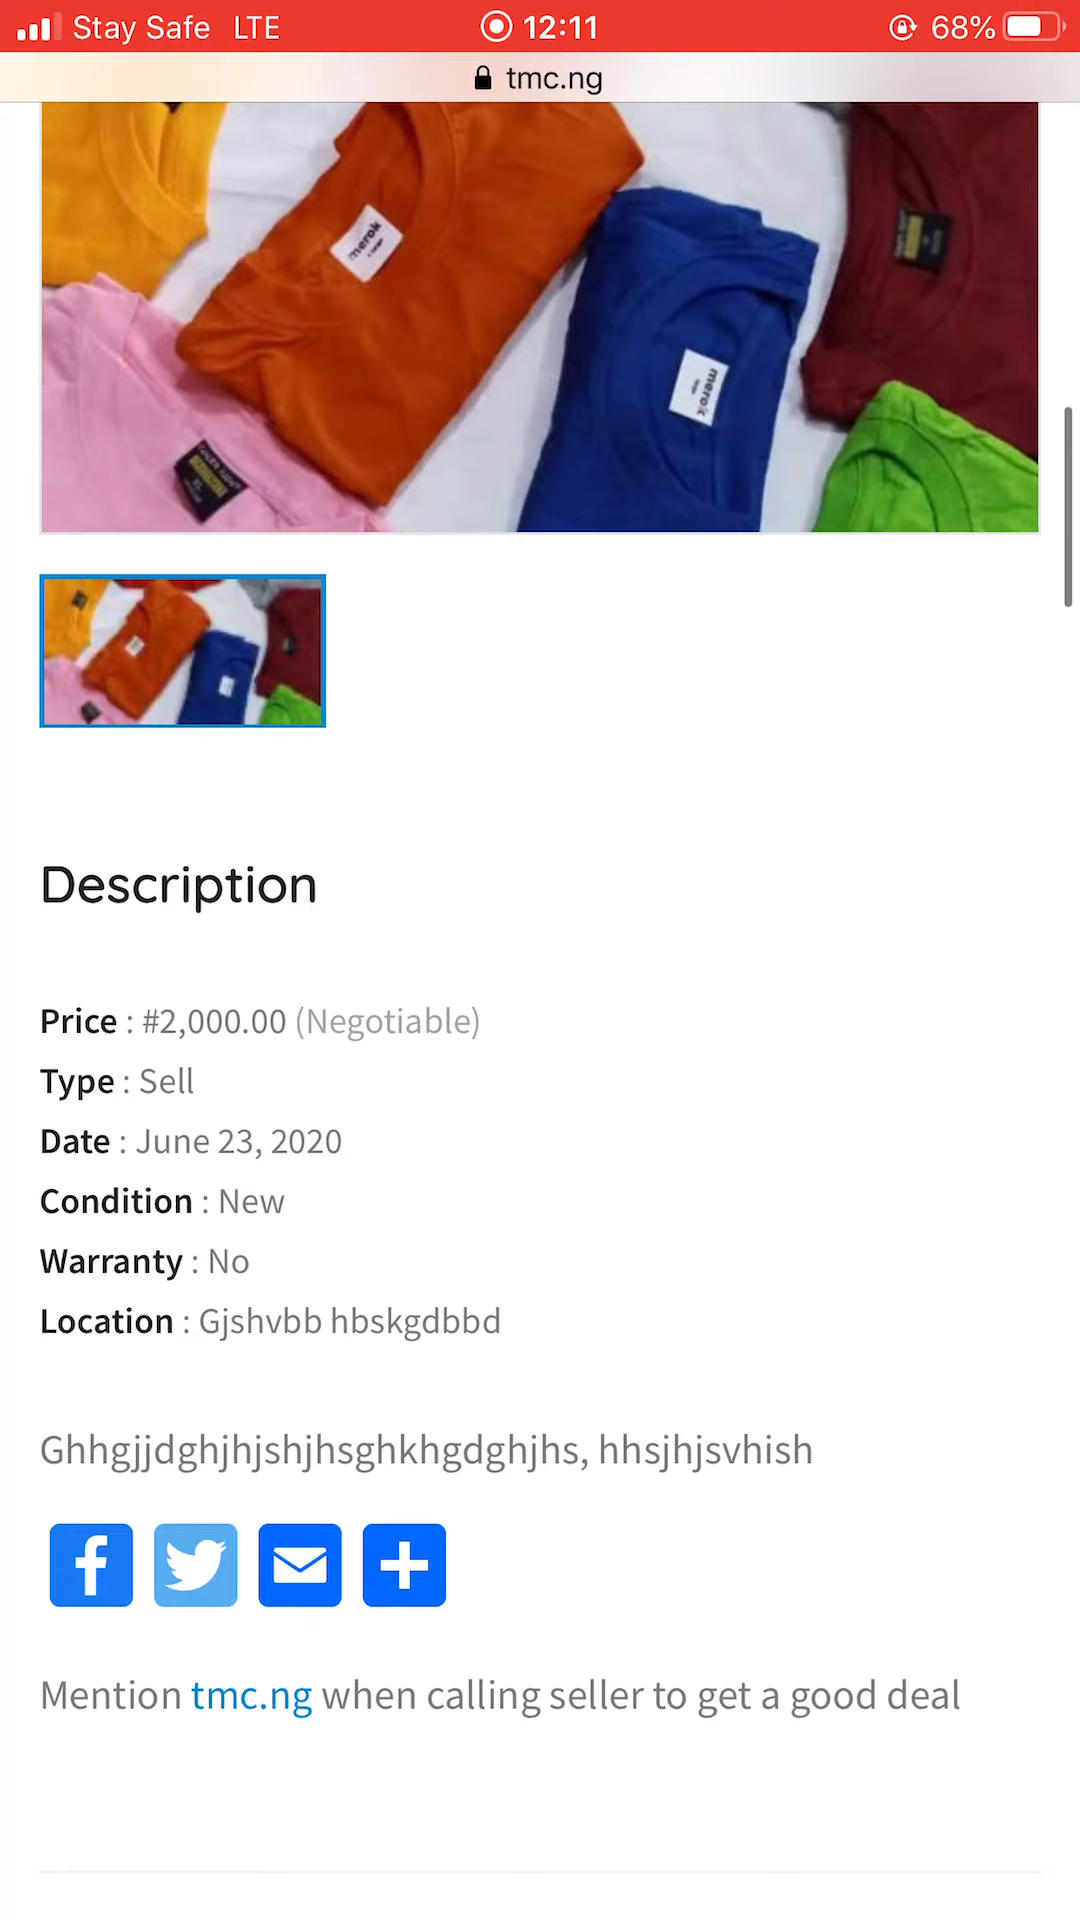 Stay Safe LTE 12:11 68%
tmc.ng
merok
merok
Description
Price : #2,000.00 (Negotiable)
Type : Sell
Date : June 23, 2020
Condition : New
Warranty : No
Location : Gjshvbb hbskgdbbd
Ghhgjjdghjhjshjhsghkhgdghjhs, hhsjhjsvhish
Mention tmc.ng when calling seller to get a good deal